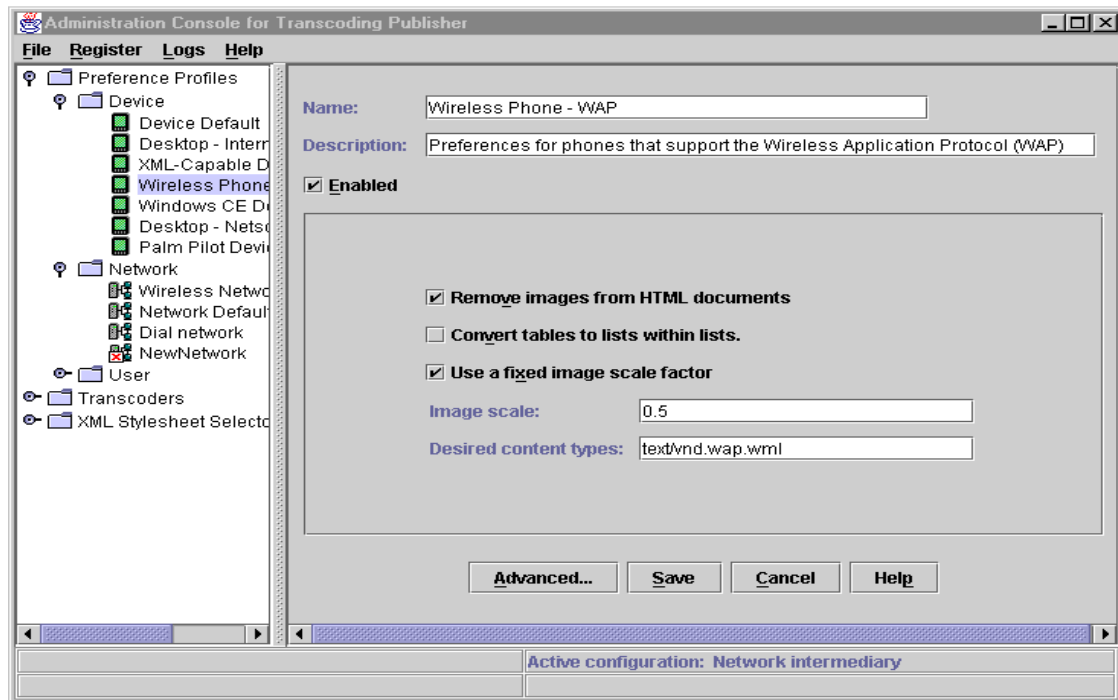 Administration Console for Transcoding Publisher
File Register Logs Help
Preference Profiles
Device
Device Default
Desktop - Intern
XML-Capable D
Wireless Phone
Windows CE D
Desktop - Nets
Palm Pilot Devi
Network
Wireless Netwo
Network Defaul
Dial network
NewNetwork
User
Transcoders
XML Stylesheet Selecto
Name: Wireless Phone - WAP
Description: Preferences for phones that support the Wireless Application Protocol (WAP)
Enabled
Remove images from HTML documents
Convert tables to lists within lists.
Use a fixed image scale factor
Image scale: 0.5
Desired content types: text/vnd.wap.wml
Advanced... Save Cancel Help
Active configuration: Network intermediary